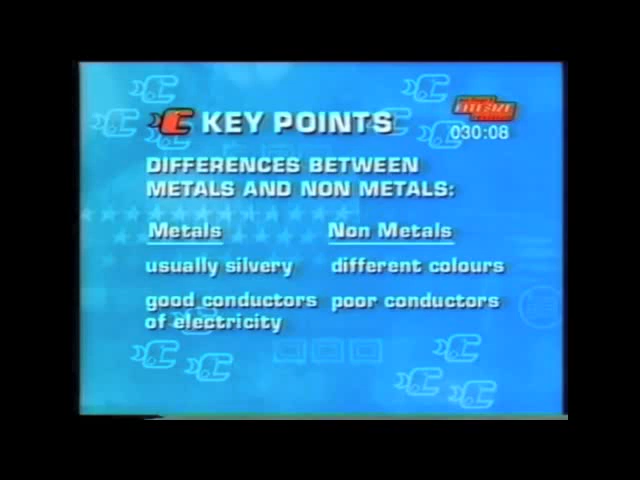 C KEY POINTS
030:08
DIFFERENCES BETWEEN
METALS AND NON METALS:
Metals Non Metals
usually silvery different colours
good conductors poor conductors
of electricity